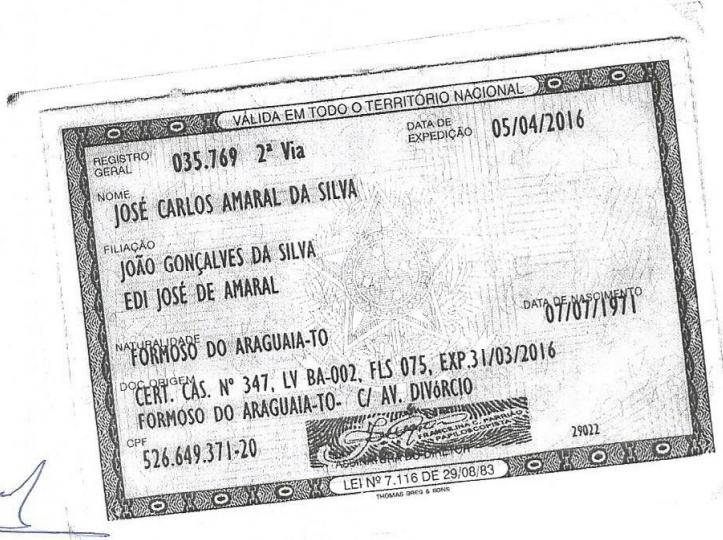 VÁLIDA EM TODO O TERRITÓRIO NACIONAL
REGISTRO GERAL 035.769 2ª Via DATA DE EXPEDIÇÃO 05/04/2016
NOME
JOSÉ CARLOS AMARAL DA SILVA
FILIAÇÃO
JOÃO GONÇALVES DA SILVA
EDI JOSÉ DE AMARAL
NATURALIDADE DATA DE NASCIMENTO
FORMOSO DO ARAGUAIA-TO 07/07/1971
DOC ORIGEM
CERT. CAS. Nº 347, LV BA-002, FLS 075, EXP.31/03/2016
FORMOSO DO ARAGUAIA-TO- C/ AV. DIVóRCIO
CPF
526.649.371-20
FRANCELINA C. PARRIÃO
PAPILOSCOPISTA
29022
ASSINATURA DO DIRETOR
LEI Nº 7.116 DE 29/08/83
THOMAS GREG & SONS